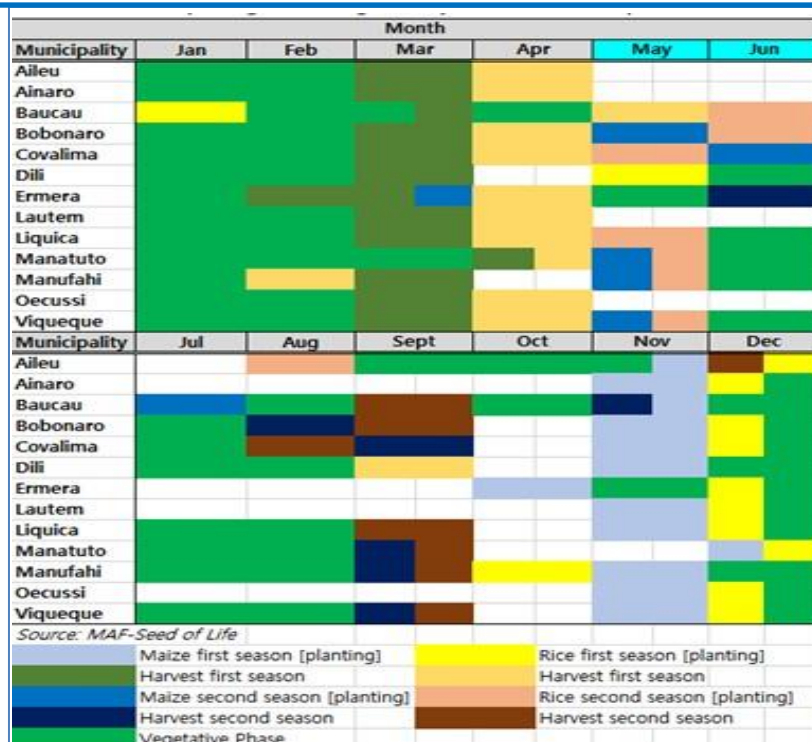 Month
Municipality Jan Feb Mar Apr May Jun
Aileu
Ainaro
Baucau
Bobonaro
Covalima
Dili
Ermera
Lautem
Liquica
Manatuto
Manufahi
Oecussi
Viqueque
Municipality Jul Aug Sept Oct Nov Dec
Aileu
Ainaro
Baucau
Bobonaro
Covalima
Dili
Ermera
Lautem
Liquica
Manatuto
Manufahi
Oecussi
Viqueque
Source: MAF-Seed of Life
Maize first season [planting] Rice first season [planting]
Harvest first season Harvest first season
Maize second season [planting] Rice second season [planting]
Harvest second season Harvest second season
Vegetative Phase